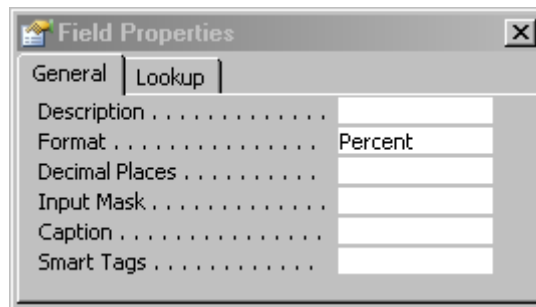 Field Properties
General Lookup
Description . . . . . . . . . . . . .
Format . . . . . . . . . . . . . . . . Percent
Decimal Places . . . . . . . . . .
Input Mask . . . . . . . . . . . . .
Caption . . . . . . . . . . . . . . .
Smart Tags . . . . . . . . . . . .